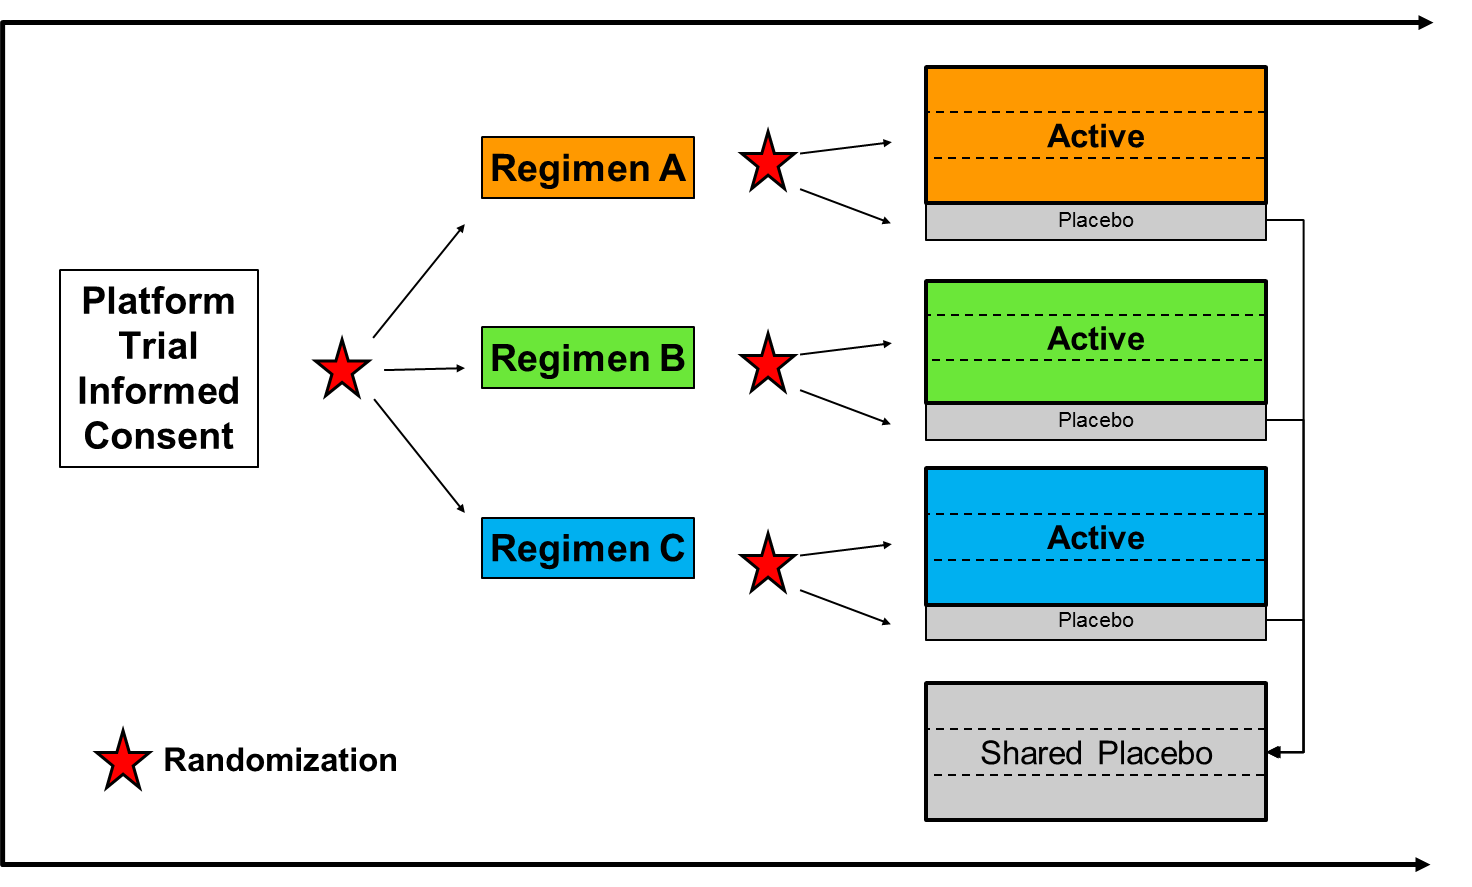 Platform
Trial
Informed
Consent
Regimen A
Active
Placebo
Regimen B
Active
Placebo
Regimen C
Active
Placebo
Shared Placebo
Randomization